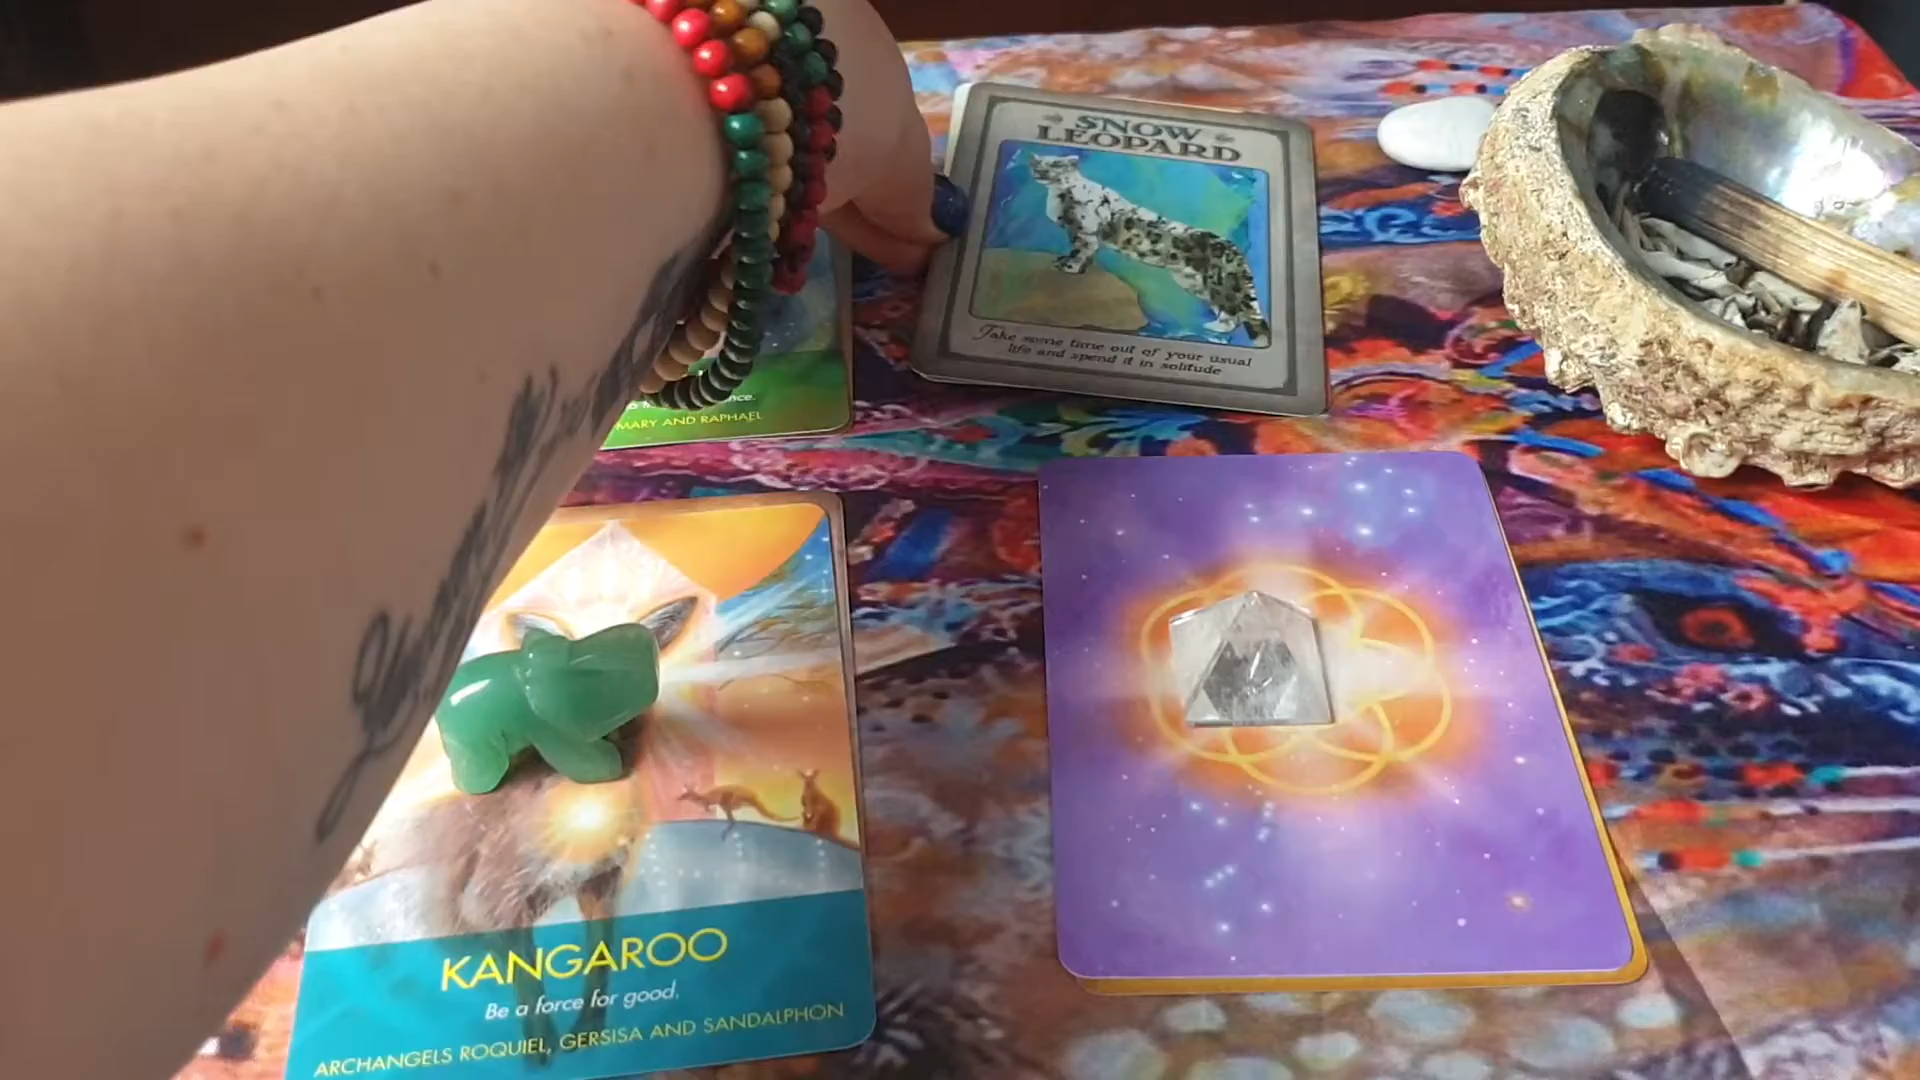 SNOW
LEOPARD
Take some time out of your usual
life and spend it in solitude
MARY AND RAPHAEL
KANGAROO
Be a force for good.
ARCHANGELS ROQUIEL, GERSISA AND SANDALPHON